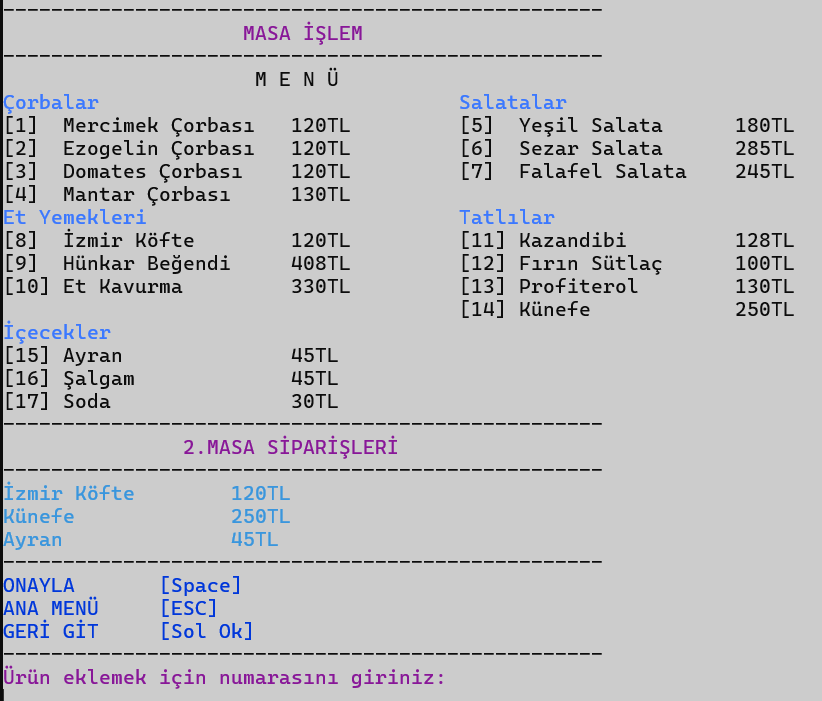 MASA İŞLEM
M E N Ü
Çorbalar Salatalar
[1] Mercimek Çorbası 120TL [5] Yeşil Salata 180TL
[2] Ezogelin Çorbası 120TL [6] Sezar Salata 285TL
[3] Domates Çorbası 120TL [7] Falafel Salata 245TL
[4] Mantar Çorbası 130TL
Et Yemekleri Tatlılar
[8] İzmir Köfte 120TL [11] Kazandibi 128TL
[9] Hünkar Beğendi 408TL [12] Fırın Sütlaç 100TL
[10] Et Kavurma 330TL [13] Profiterol 130TL
[14] Künefe 250TL
İçecekler
[15] Ayran 45TL
[16] Şalgam 45TL
[17] Soda 30TL
2.MASA SİPARİŞLERİ
İzmir Köfte 120TL
Künefe 250TL
Ayran 45TL
ONAYLA [Space]
ANA MENÜ [ESC]
GERİ GİT [Sol Ok]
Ürün eklemek için numarasını giriniz: